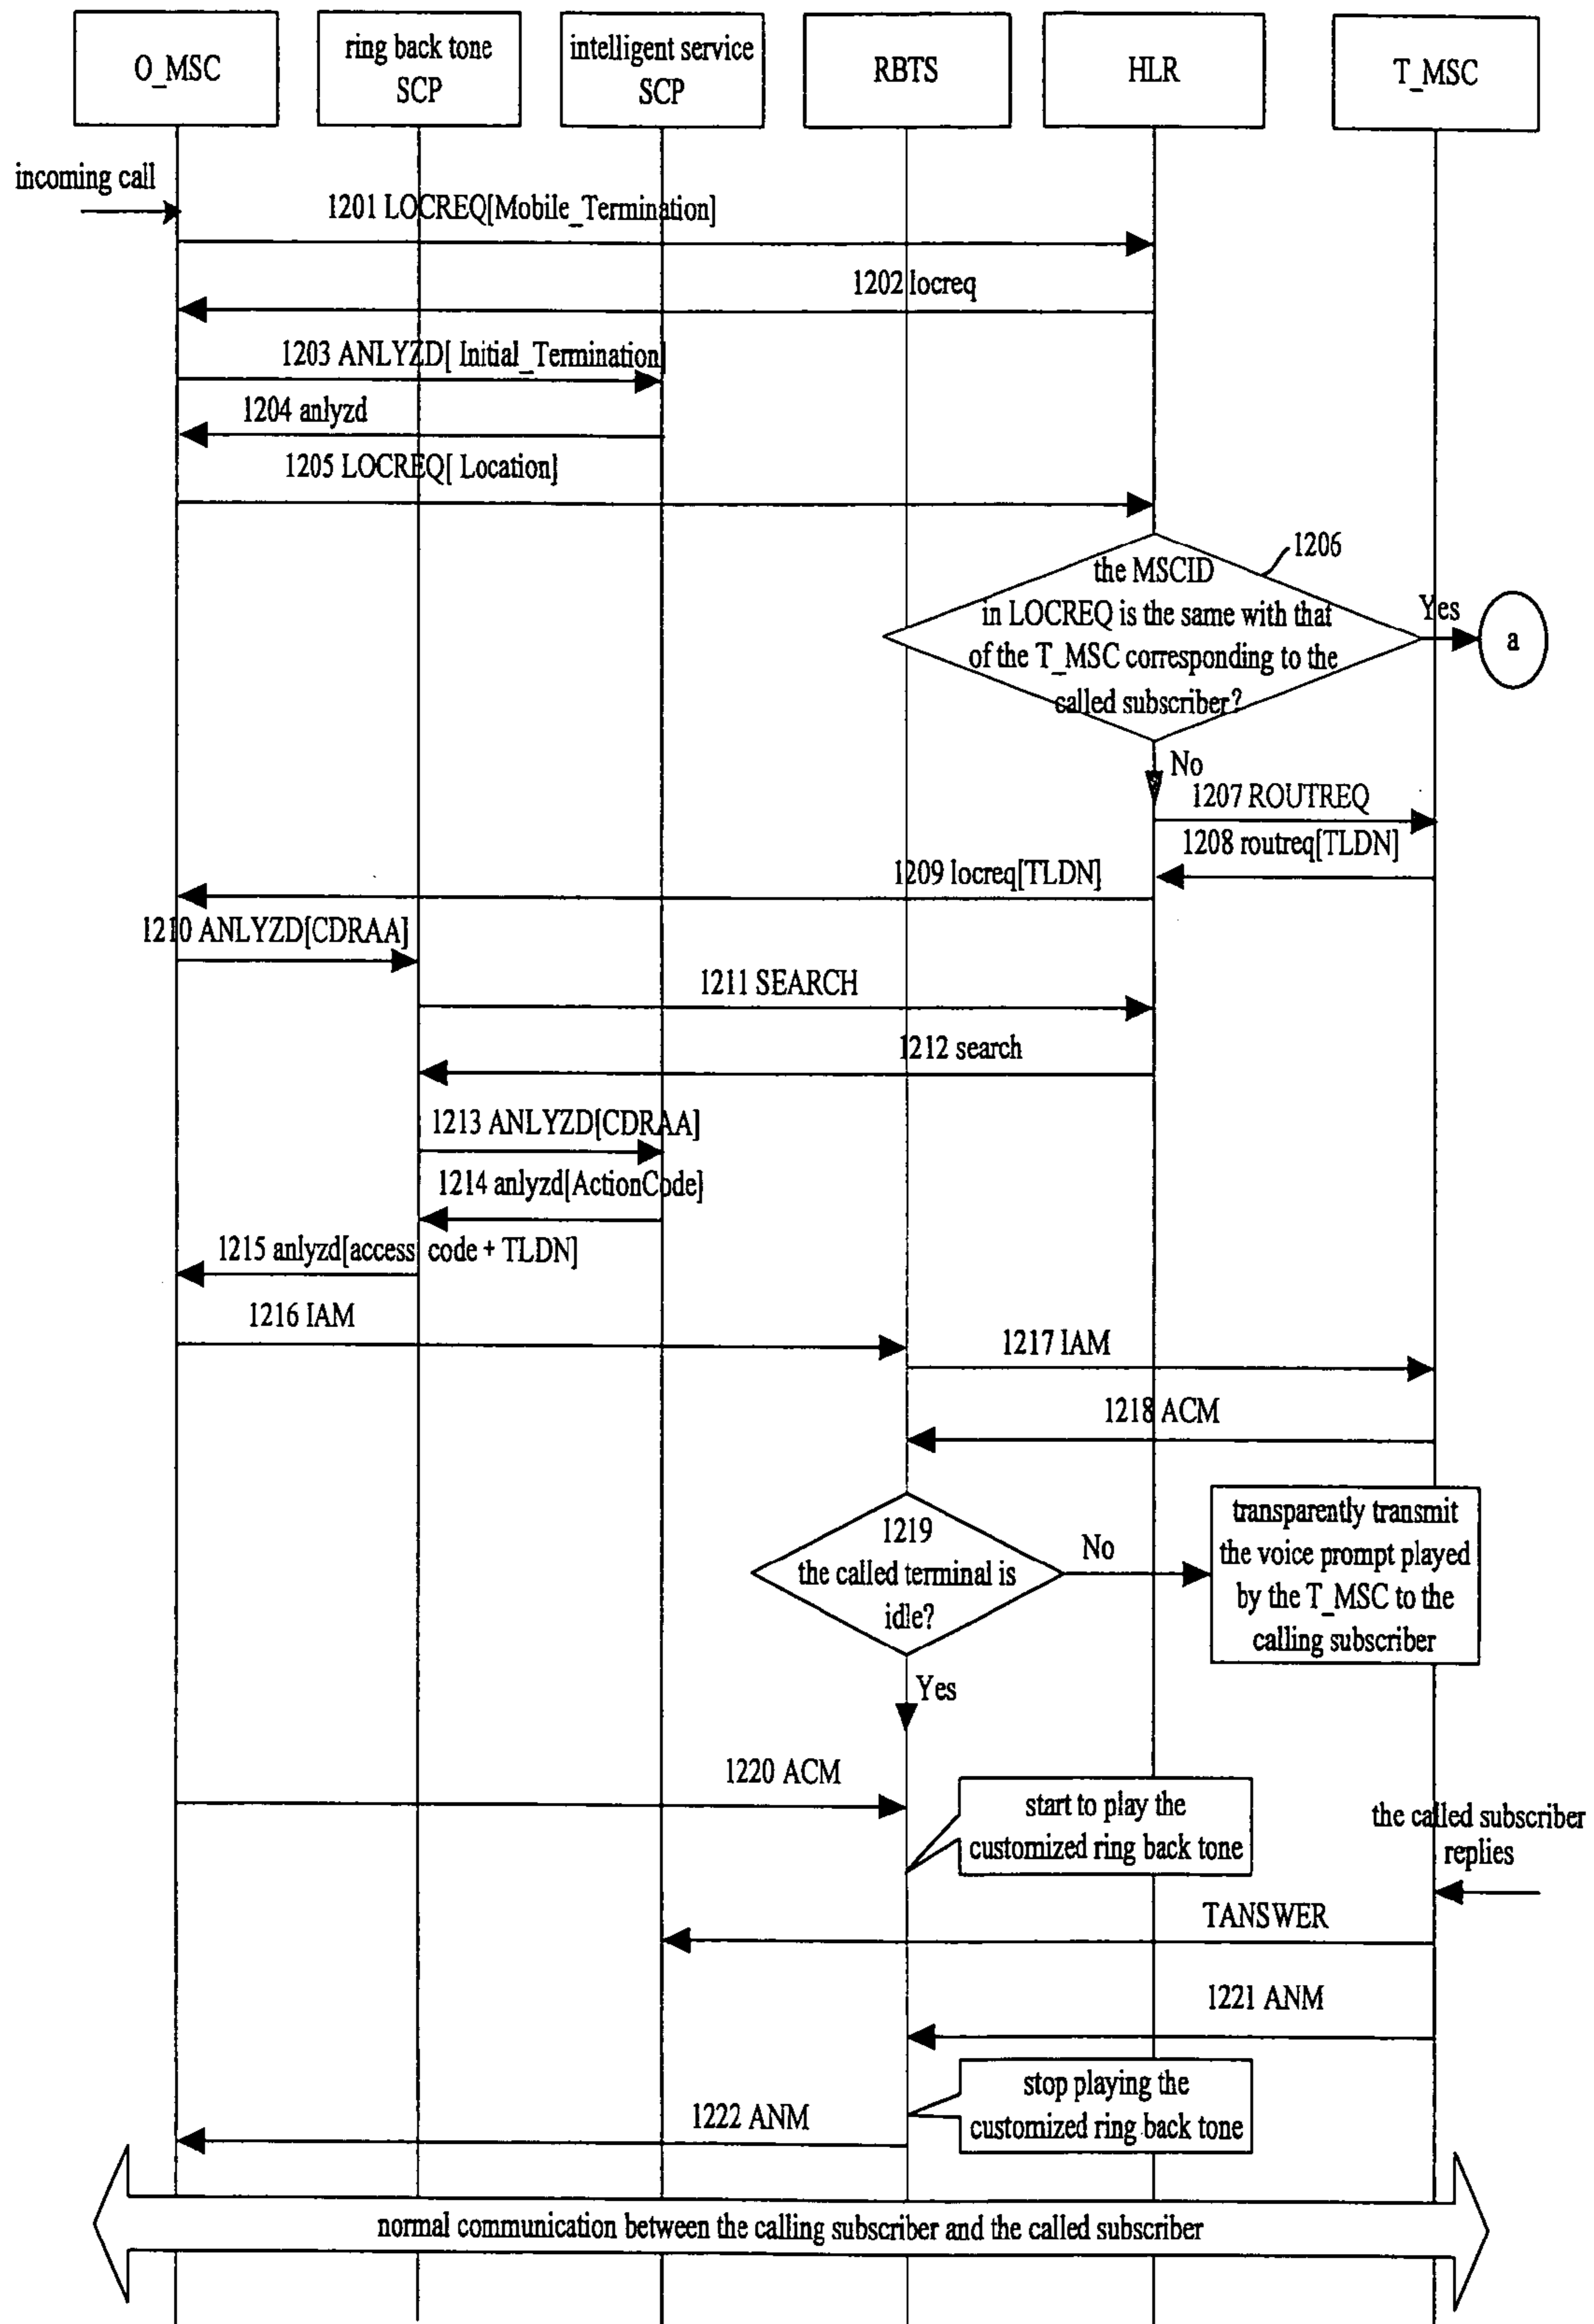 O_MSC
ring back tone
SCP
intelligent service
SCP
RBTS
HLR
T_MSC
incoming call
1201 LOCREQ[Mobile_Termination]
1202 locreq
1203 ANLYZD[ Initial_Termination]
1204 anlyzd
1205 LOCREQ[ Location]
1206
the MSCID
in LOCREQ is the same with that
of the T_MSC corresponding to the
called subscriber?
Yes
a
No
1207 ROUTREQ
1208 routreq[TLDN]
1209 locreq[TLDN]
1210 ANLYZD[CDRAA]
1211 SEARCH
1212 search
1213 ANLYZD[CDRAA]
1214 anlyzd[ActionCode]
1215 anlyzd[access code + TLDN]
1216 IAM
1217 IAM
1218 ACM
1219
the called terminal is
idle?
No
transparently transmit
the voice prompt played
by the T_MSC to the
calling subscriber
Yes
1220 ACM
start to play the
customized ring back tone
the called subscriber
replies
TANSWER
1221 ANM
stop playing the
customized ring back tone
1222 ANM
normal communication between the calling subscriber and the called subscriber